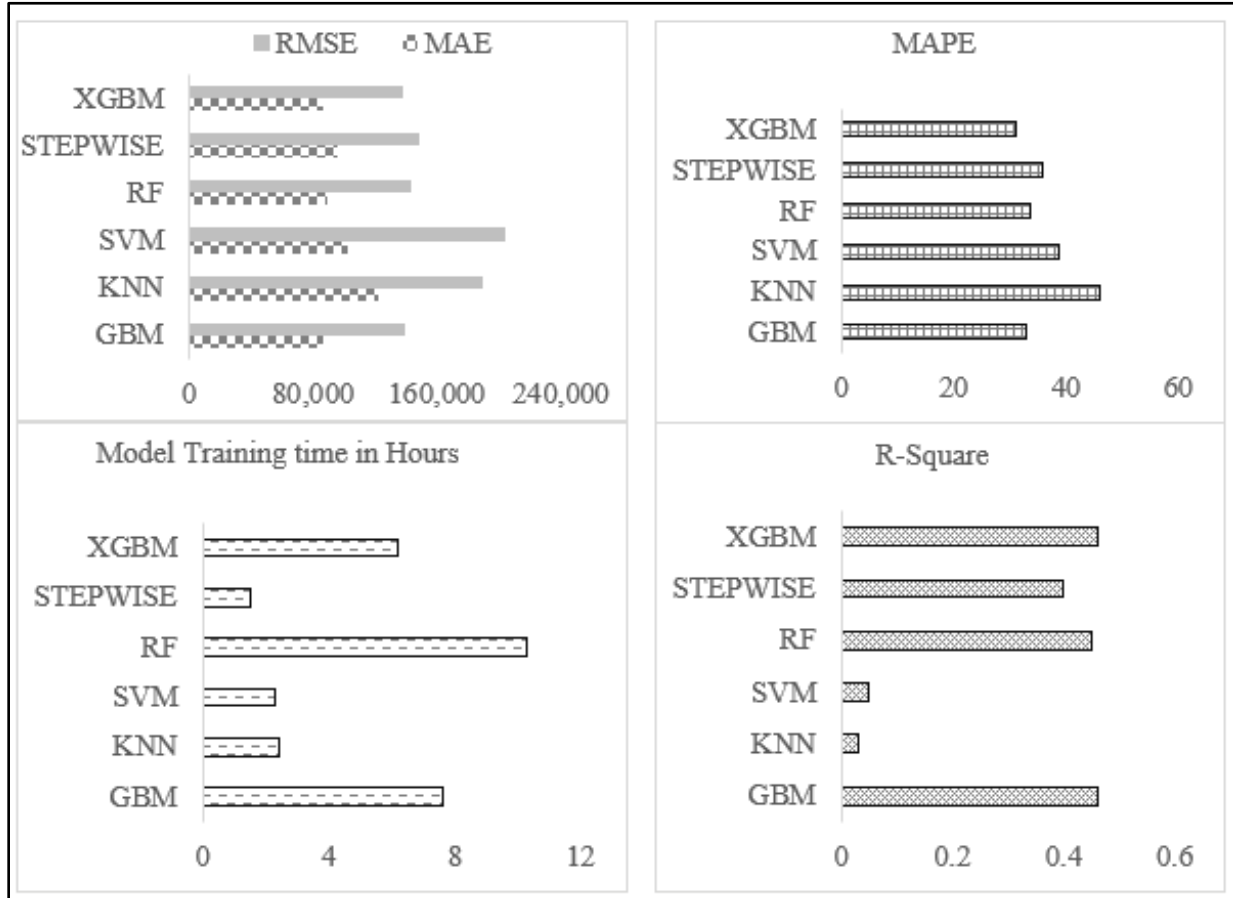 RMSE MAE
XGBM
STEPWISE
RF
SVM
KNN
GBM
0 80,000 160,000 240,000
MAPE
XGBM
STEPWISE
RF
SVM
KNN
GBM
0 20 40 60
Model Training time in Hours
XGBM
STEPWISE
RF
SVM
KNN
GBM
0 4 8 12
R-Square
XGBM
STEPWISE
RF
SVM
KNN
GBM
0 0.2 0.4 0.6